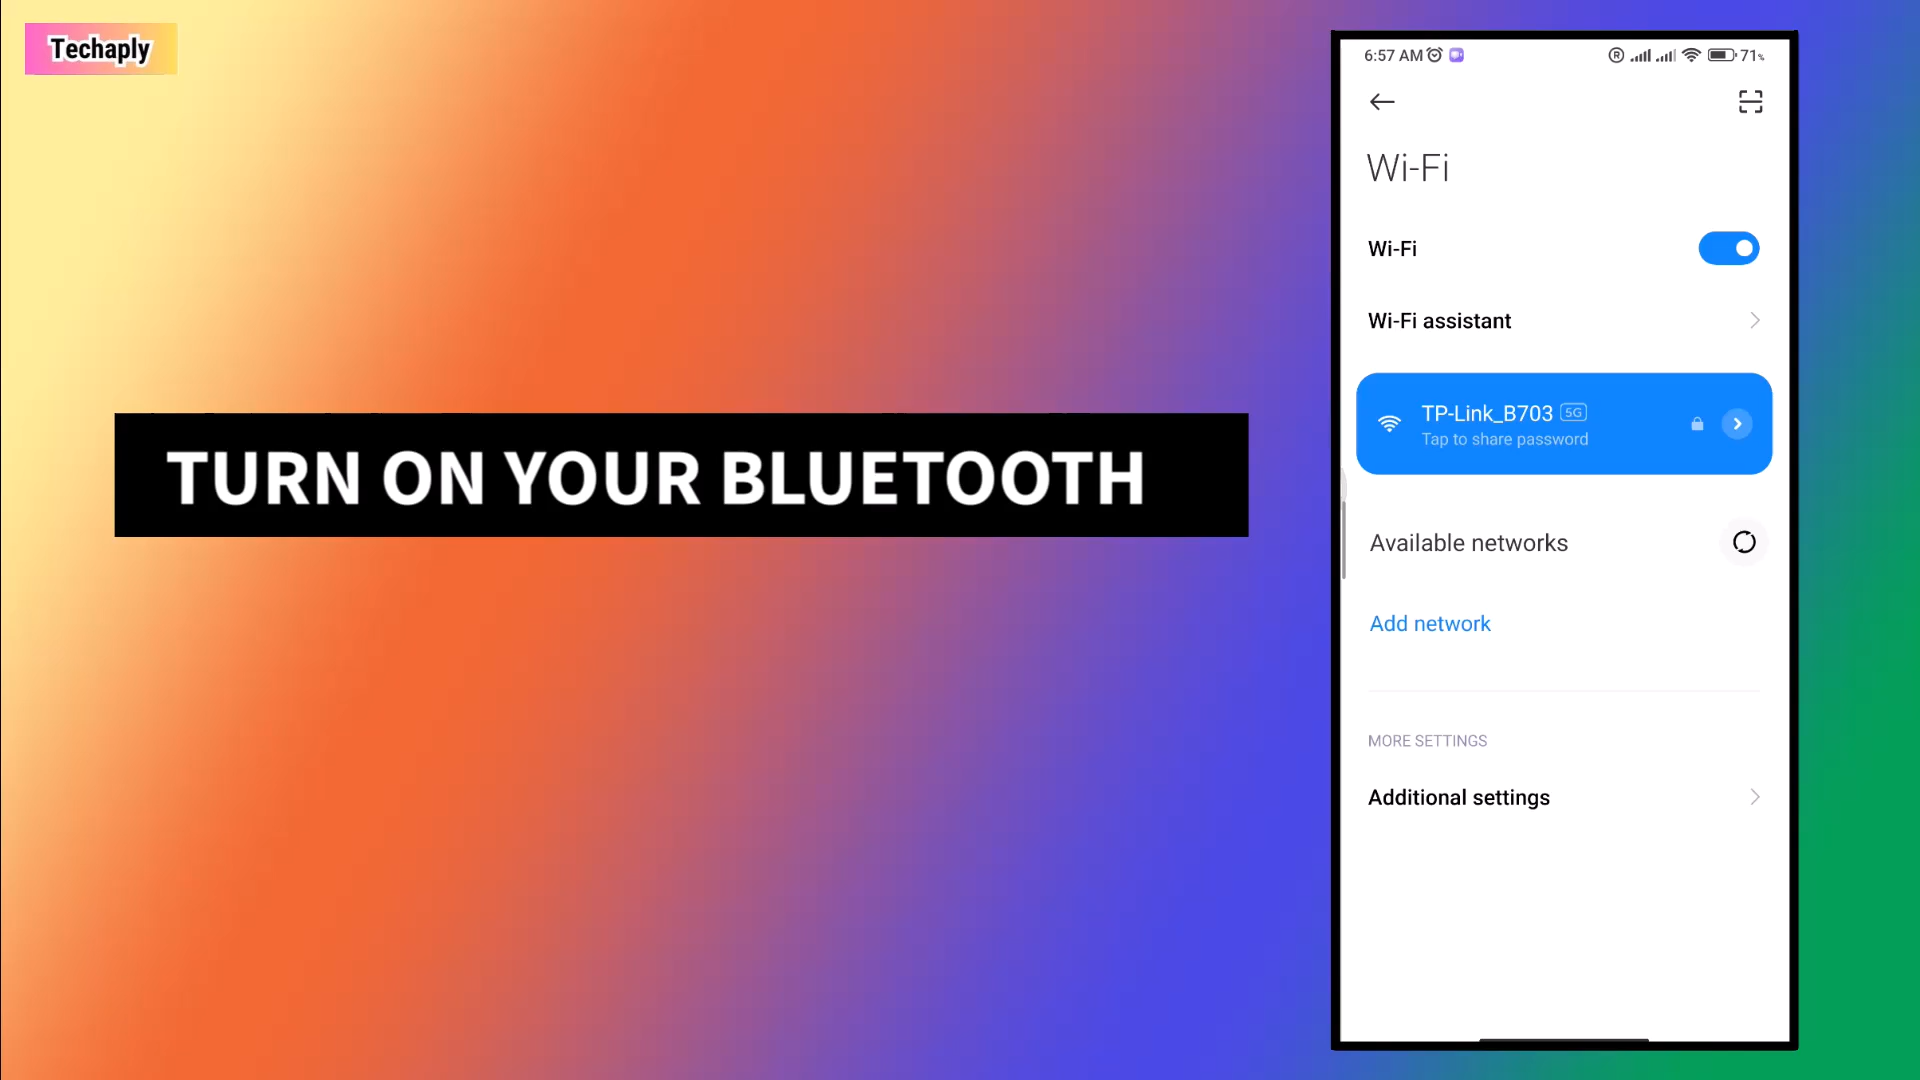 Techaply
TURN ON YOUR BLUETOOTH
6:57 AM
71%
Wi-Fi
Wi-Fi
Wi-Fi assistant
TP-Link_B703 5G
Tap to share password
Available networks
Add network
MORE SETTINGS
Additional settings